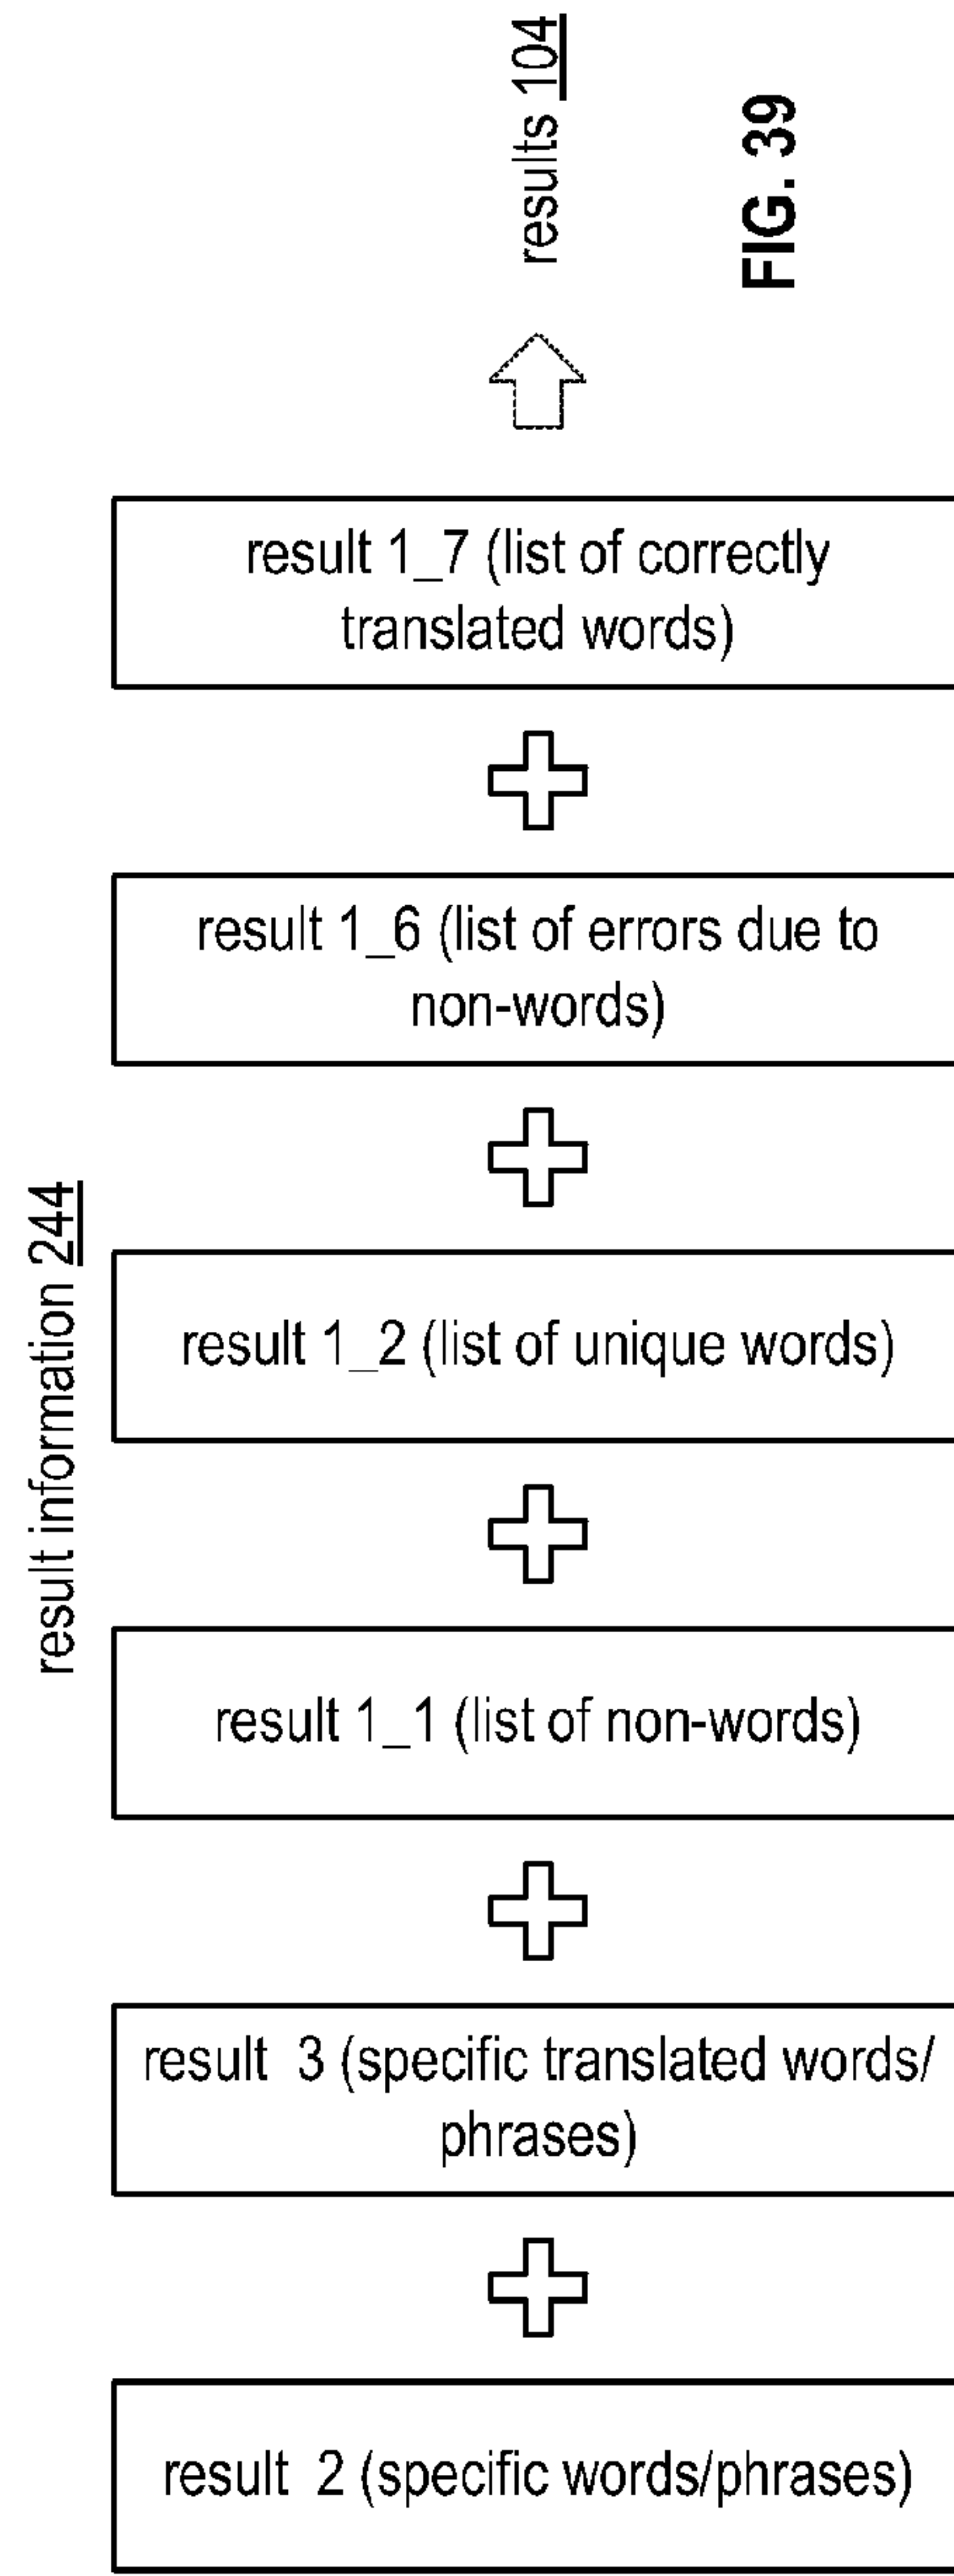 results 104
FIG. 39
result 1_7 (list of correctly
translated words)
result 1_6 (list of errors due to
non-words)
result information 244
result 1_2 (list of unique words)
result 1_1 (list of non-words)
result 3 (specific translated words/
phrases)
result 2 (specific words/phrases)